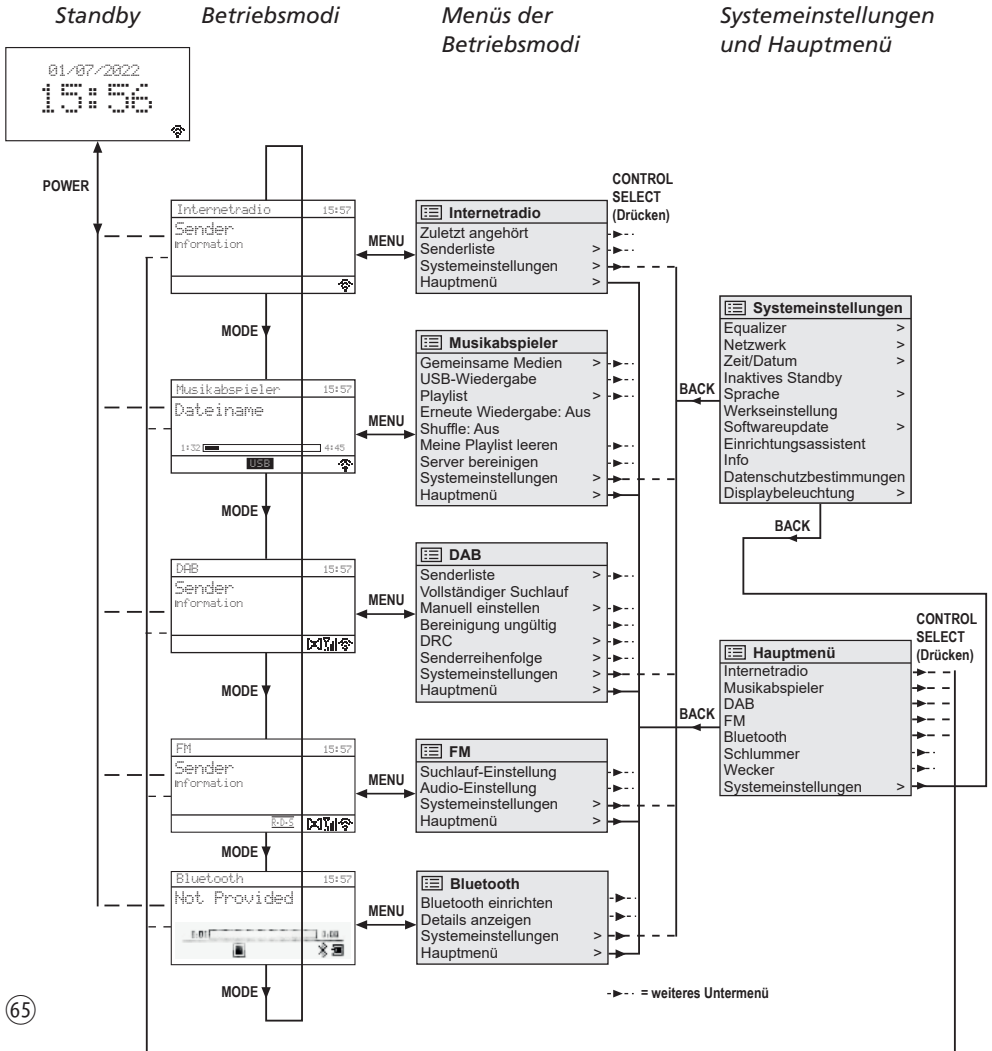 Standby
Betriebsmodi
Menüs der
Betriebsmodi
Systemeinstellungen
und Hauptmenü
01/07/2022
15:56
POWER
Internetradio 15:57
Sender
Information
MENU
Internetradio
Zuletzt angehört
Senderliste >
Systemeinstellungen >
Hauptmenü >
CONTROL
SELECT
(Drücken)
MODE
Musikabspieler 15:57
Dateiname
1:32 4:45
USB
MENU
Musikabspieler
Gemeinsame Medien >
USB-Wiedergabe
Playlist >
Erneute Wiedergabe: Aus
Shuffle: Aus
Meine Playlist leeren
Server bereinigen
Systemeinstellungen >
Hauptmenü >
BACK
Systemeinstellungen
Equalizer >
Netzwerk >
Zeit/Datum >
Inaktives Standby
Sprache >
Werkseinstellung
Softwareupdate >
Einrichtungsassistent
Info
Datenschutzbestimmungen
Displaybeleuchtung >
BACK
MODE
DAB 15:57
Sender
Information
MENU
DAB
Senderliste >
Vollständiger Suchlauf
Manuell einstellen >
Bereinigung ungültig
DRC >
Senderreihenfolge >
Systemeinstellungen >
Hauptmenü >
BACK
Hauptmenü
Internetradio
Musikabspieler
DAB
FM
Bluetooth
Schlummer
Wecker
Systemeinstellungen >
CONTROL
SELECT
(Drücken)
MODE
FM 15:57
Sender
Information
R·D·S
MENU
FM
Suchlauf-Einstellung
Audio-Einstellung
Systemeinstellungen >
Hauptmenü >
MODE
Bluetooth 15:57
Not Provided
MENU
Bluetooth
Bluetooth einrichten
Details anzeigen
Systemeinstellungen >
Hauptmenü >
MODE
= weiteres Untermenü
65